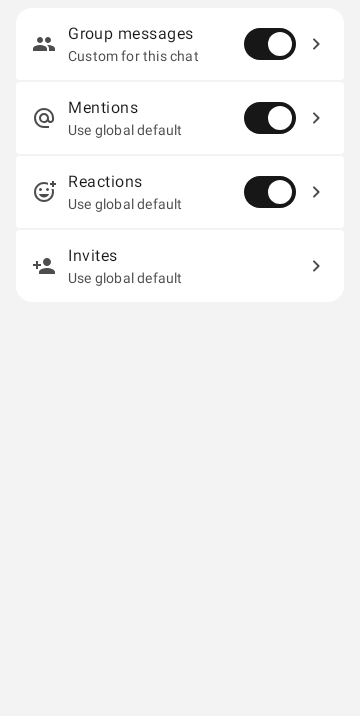 Group messages
Custom for this chat
Mentions
Use global default
Reactions
Use global default
Invites
Use global default